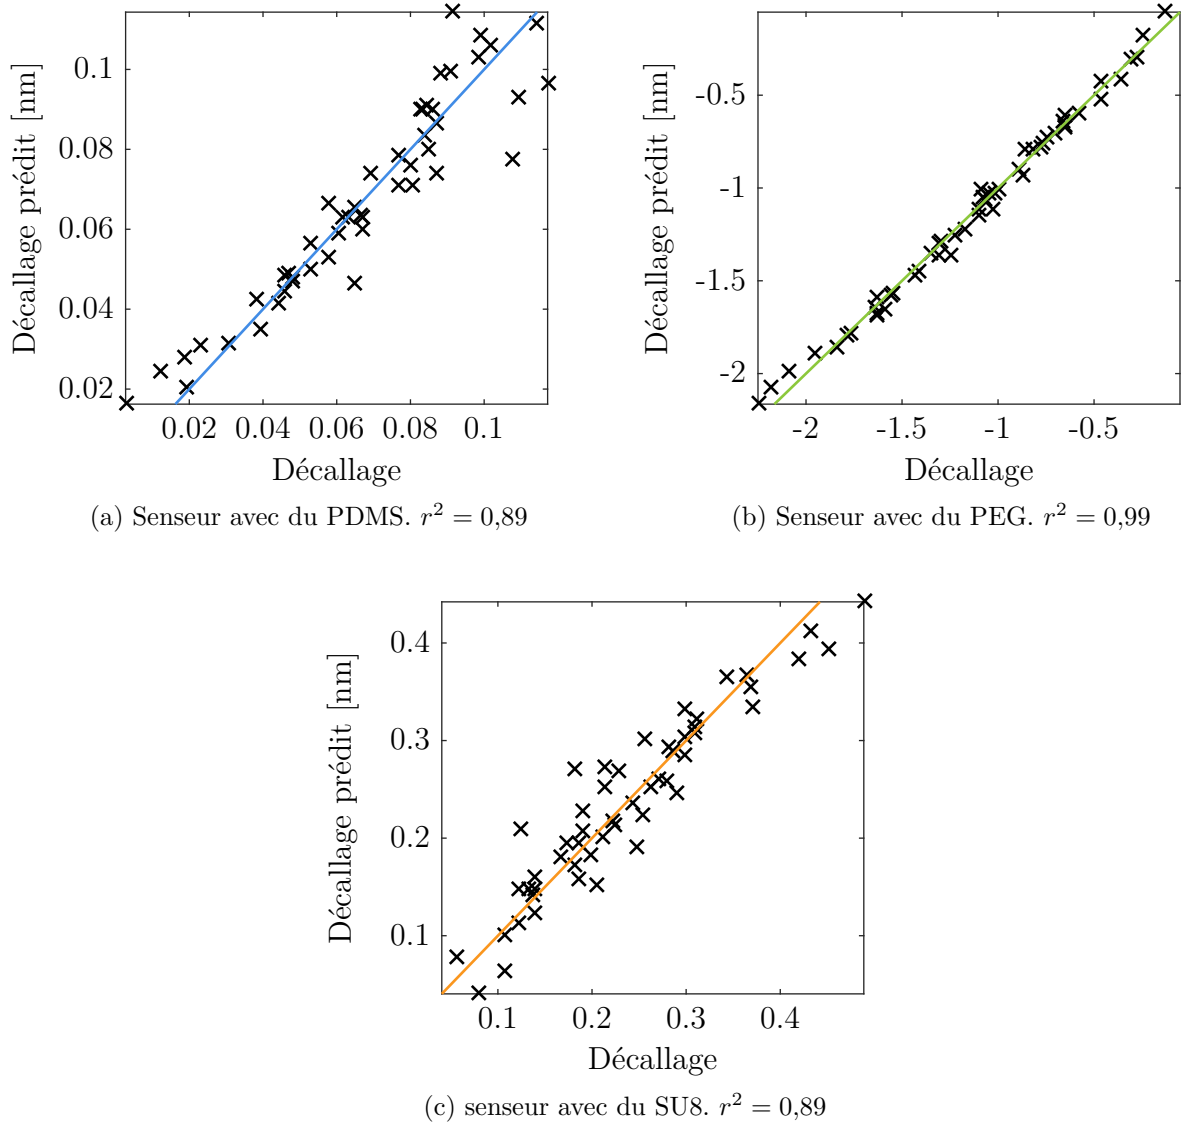 0.1
0.08
0.06
0.04
0.02
Décallage prédit [nm]
0.02 0.04 0.06 0.08 0.1
Décallage
(a) Senseur avec du PDMS. r² = 0,89
-0.5
-1
-1.5
-2
Décallage prédit [nm]
-2 -1.5 -1 -0.5
Décallage
(b) Senseur avec du PEG. r² = 0,99
0.4
0.3
0.2
0.1
Décallage prédit [nm]
0.1 0.2 0.3 0.4
Décallage
(c) senseur avec du SU8. r² = 0,89